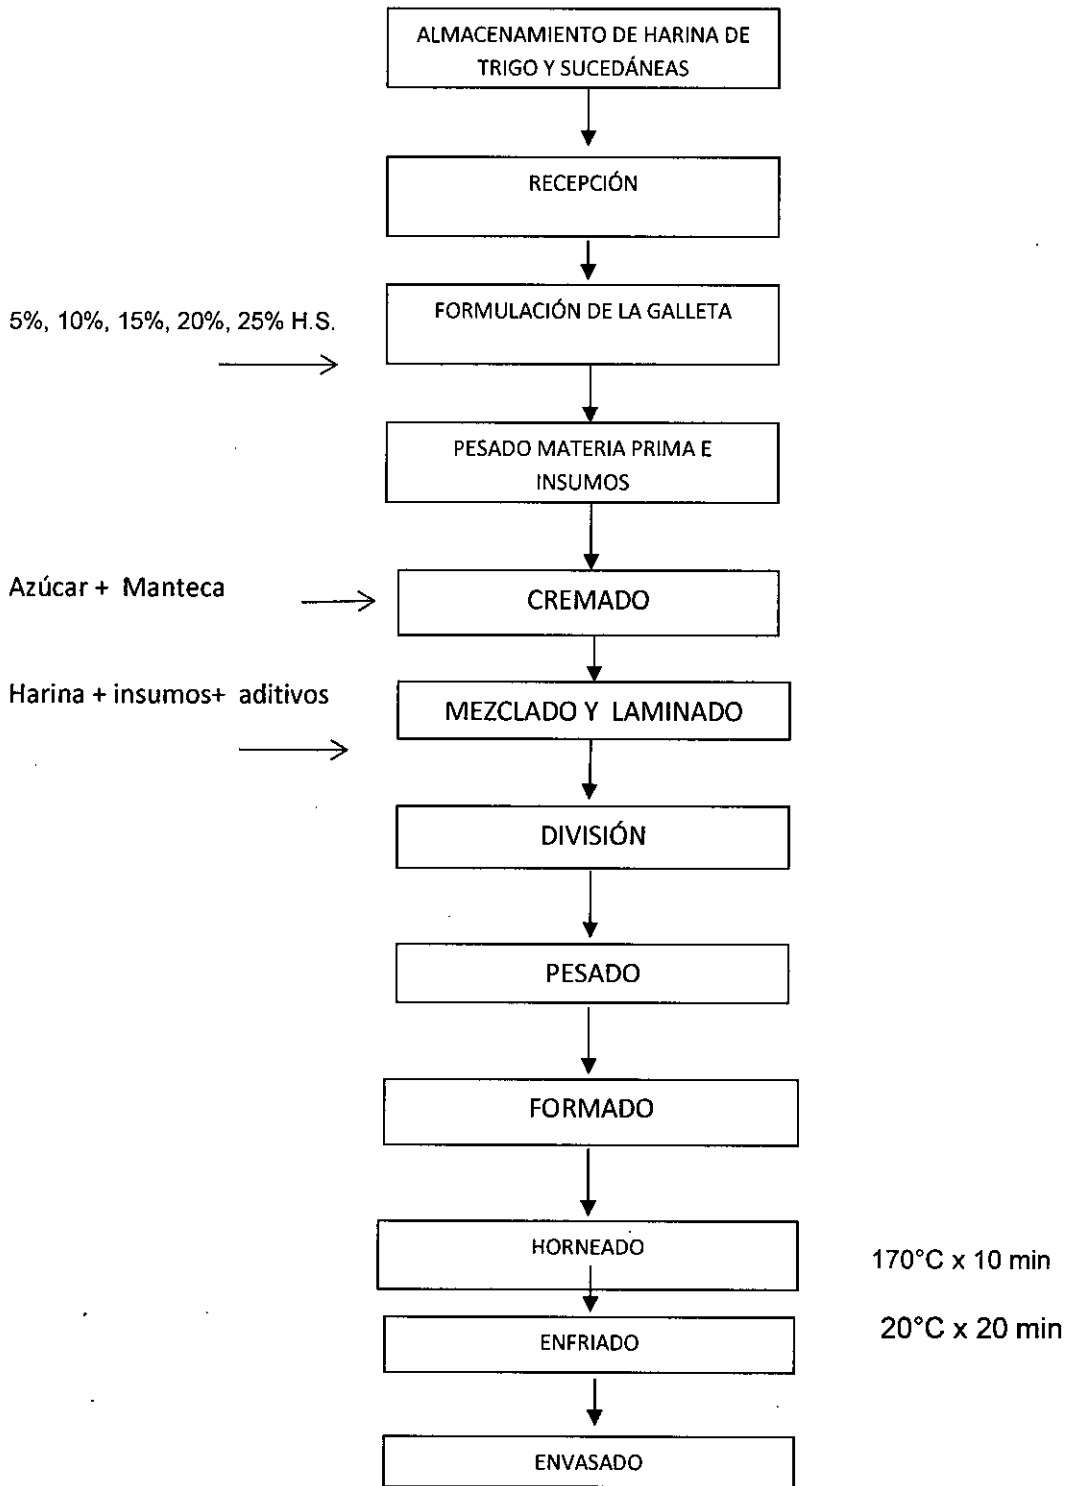 ALMACENAMIENTO DE HARINA DE
TRIGO Y SUCEDÁNEAS
RECEPCIÓN
5%, 10%, 15%, 20%, 25% H.S.
FORMULACIÓN DE LA GALLETA
PESADO MATERIA PRIMA E
INSUMOS
Azúcar + Manteca
CREMADO
Harina + insumos+ aditivos
MEZCLADO Y LAMINADO
DIVISIÓN
PESADO
FORMADO
HORNEADO
170°C x 10 min
ENFRIADO
20°C x 20 min
ENVASADO